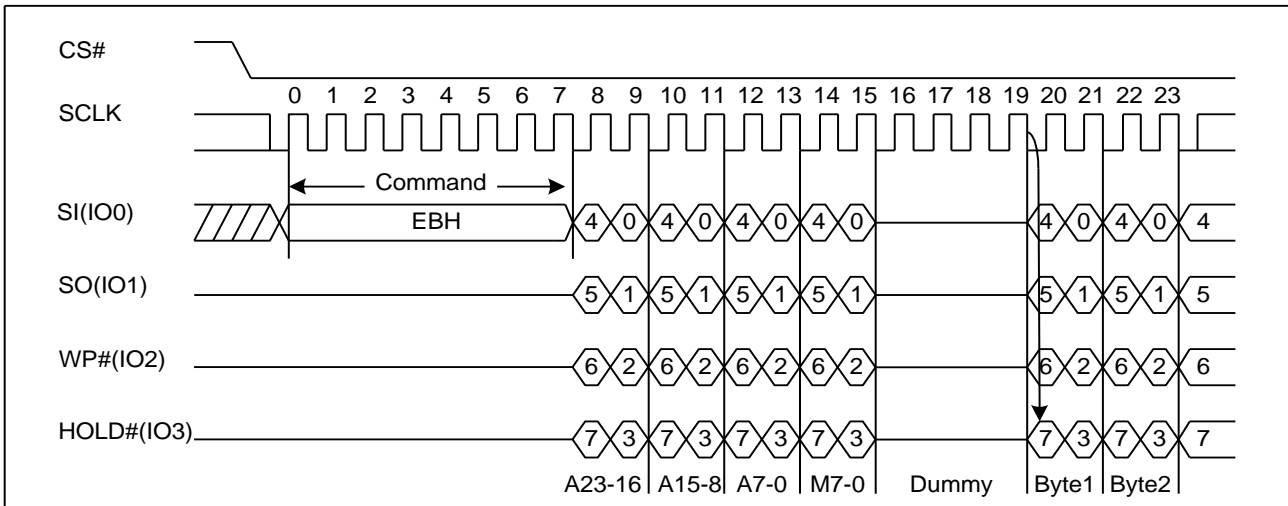 CS#
0 1 2 3 4 5 6 7 8 9 10 11 12 13 14 15 16 17 18 19 20 21 22 23
SCLK
Command
SI(IO0) EBH 4 0 4 0 4 0 4 0 4 0 4 0 4
SO(IO1) 5 1 5 1 5 1 5 1 5 1 5 1 5
WP#(IO2) 6 2 6 2 6 2 6 2 6 2 6 2 6
HOLD#(IO3) 7 3 7 3 7 3 7 3 7 3 7 3 7
A23-16 A15-8 A7-0 M7-0 Dummy Byte1 Byte2